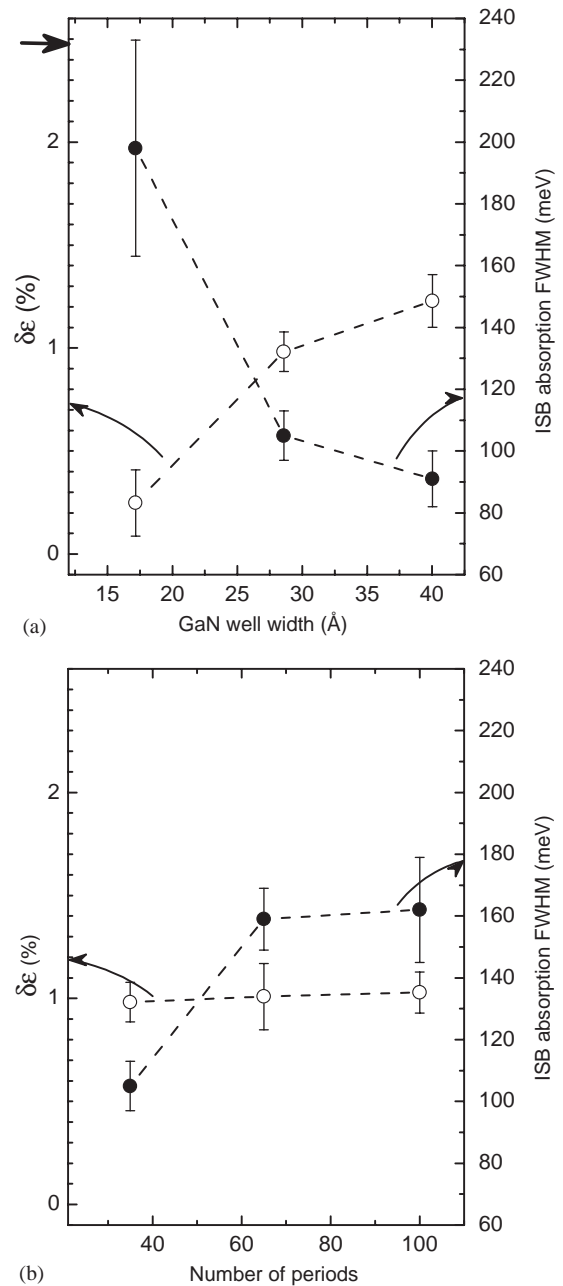 240
220
2
200
180
160
δε (%)
ISB absorption FWHM (meV)
1
140
120
100
80
0
60
15 20 25 30 35 40
(a)
GaN well width (Å)
240
220
2
200
180
160
δε (%)
ISB absorption FWHM (meV)
1
140
120
100
80
0
60
40 60 80 100
(b)
Number of periods